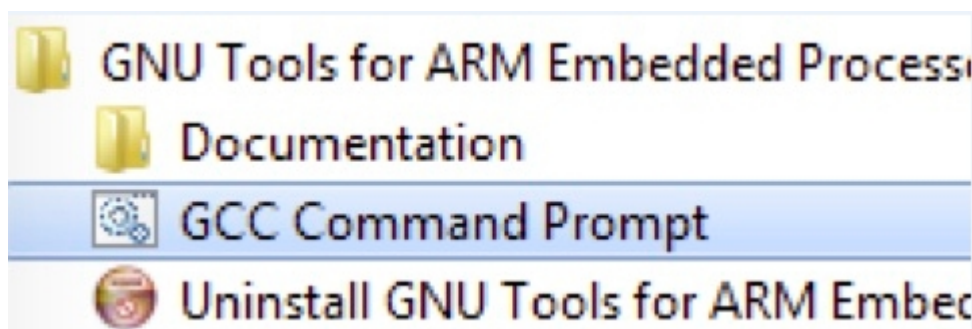 GNU Tools for ARM Embedded Process
Documentation
GCC Command Prompt
Uninstall GNU Tools for ARM Embed